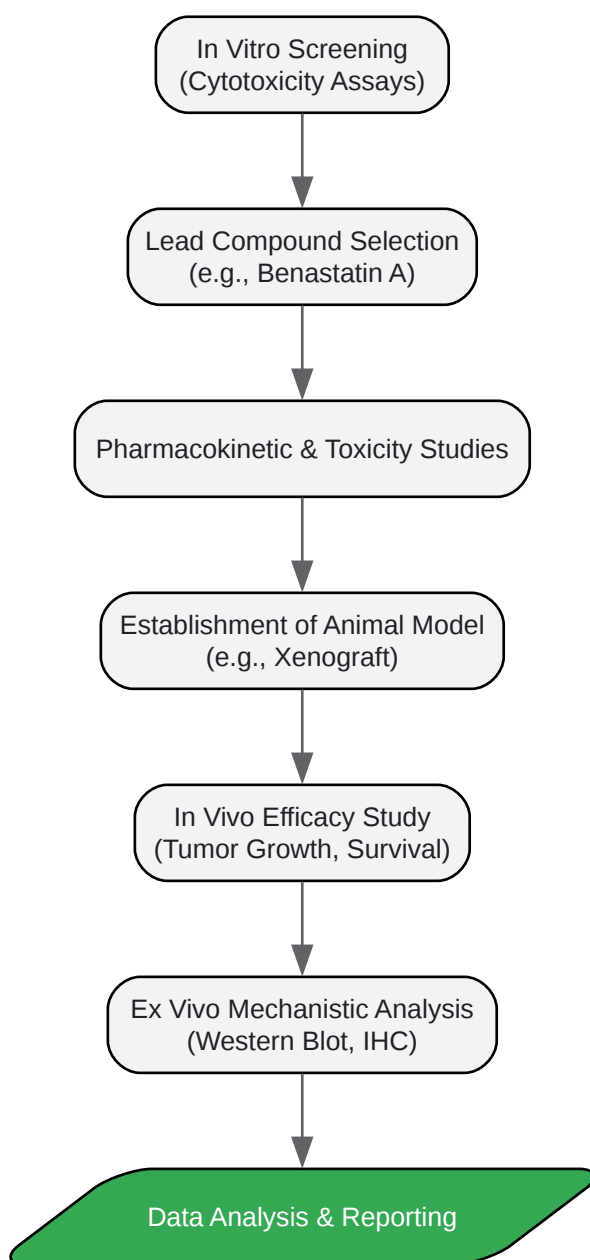 In Vitro Screening
(Cytotoxicity Assays)
Lead Compound Selection
(e.g., Benastatin A)
Pharmacokinetic & Toxicity Studies
Establishment of Animal Model
(e.g., Xenograft)
In Vivo Efficacy Study
(Tumor Growth, Survival)
Ex Vivo Mechanistic Analysis
(Western Blot, IHC)
Data Analysis & Reporting